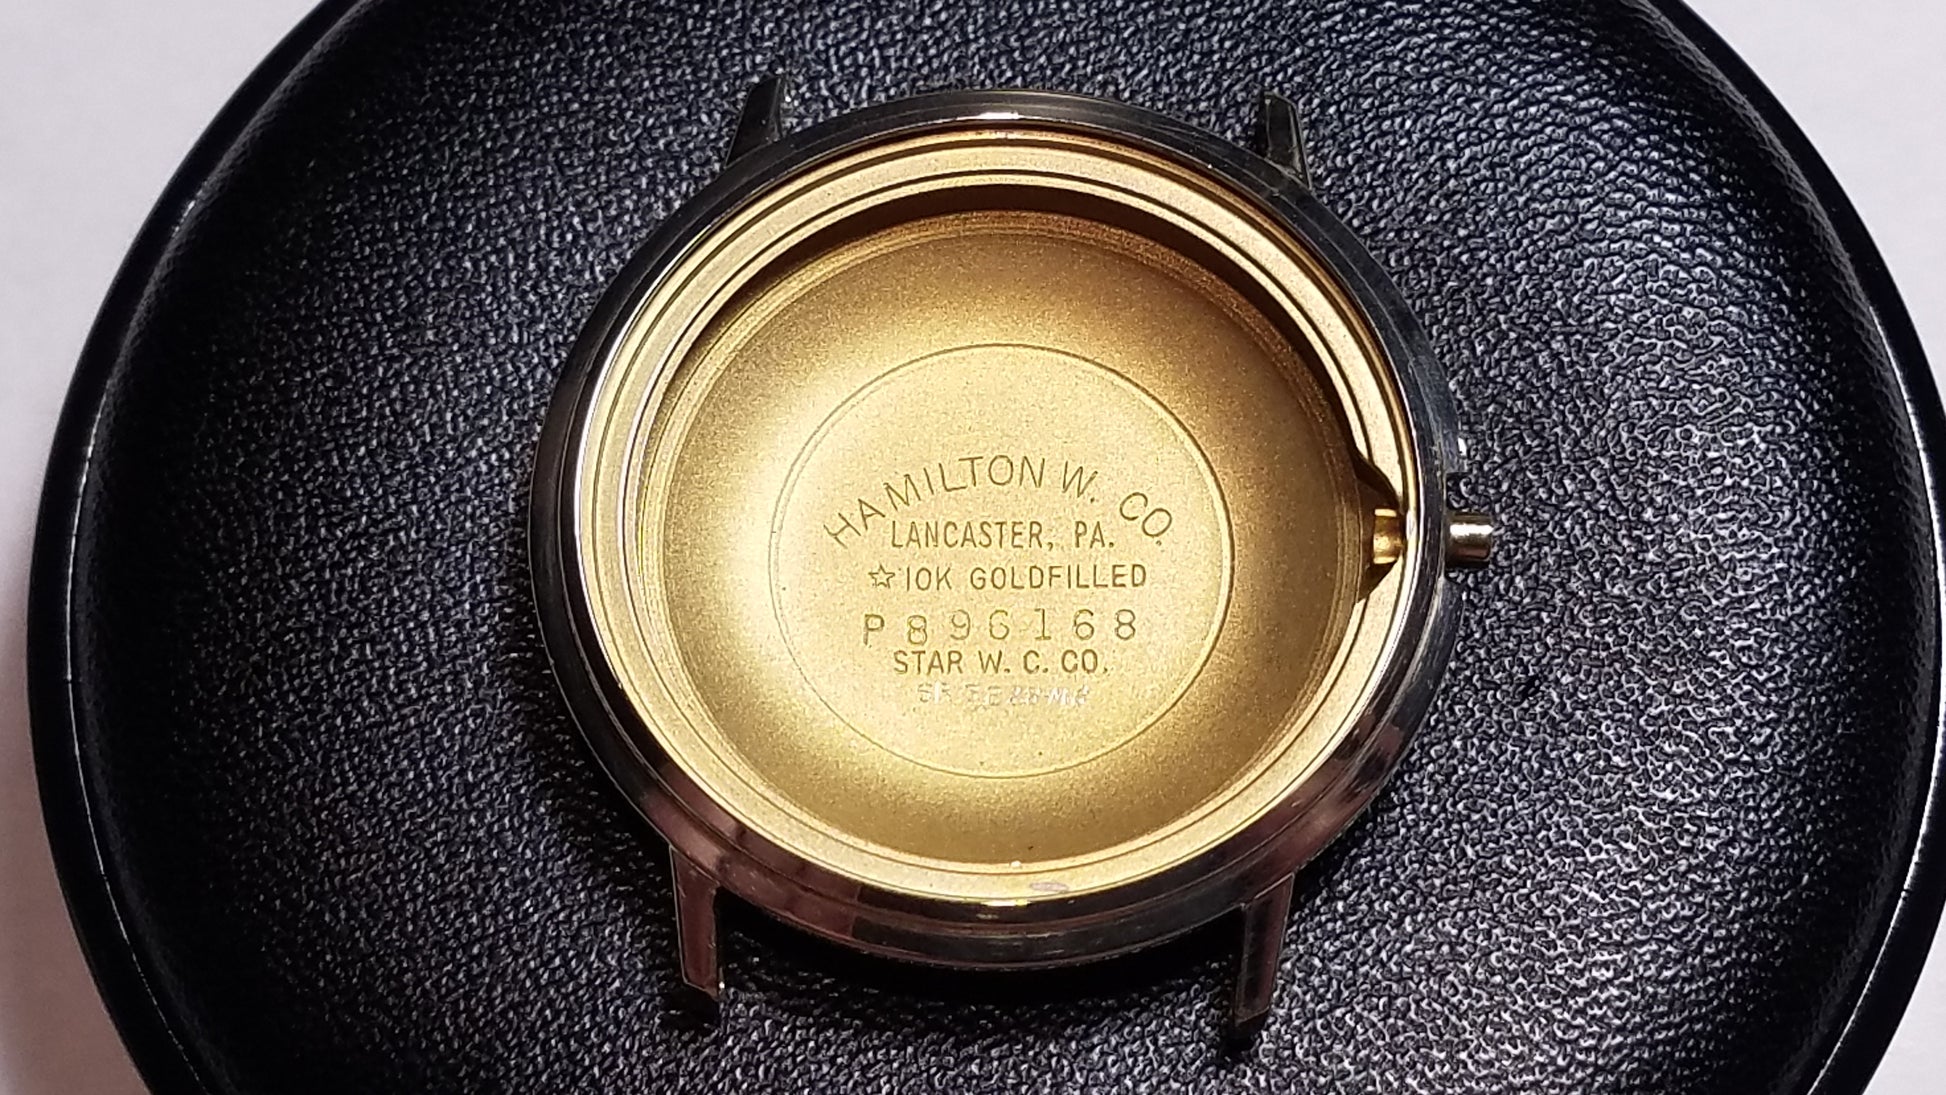 HAMILTON W. CO.
LANCASTER, PA.
☆10K GOLDFILLED
P896168
STAR W. C. CO.